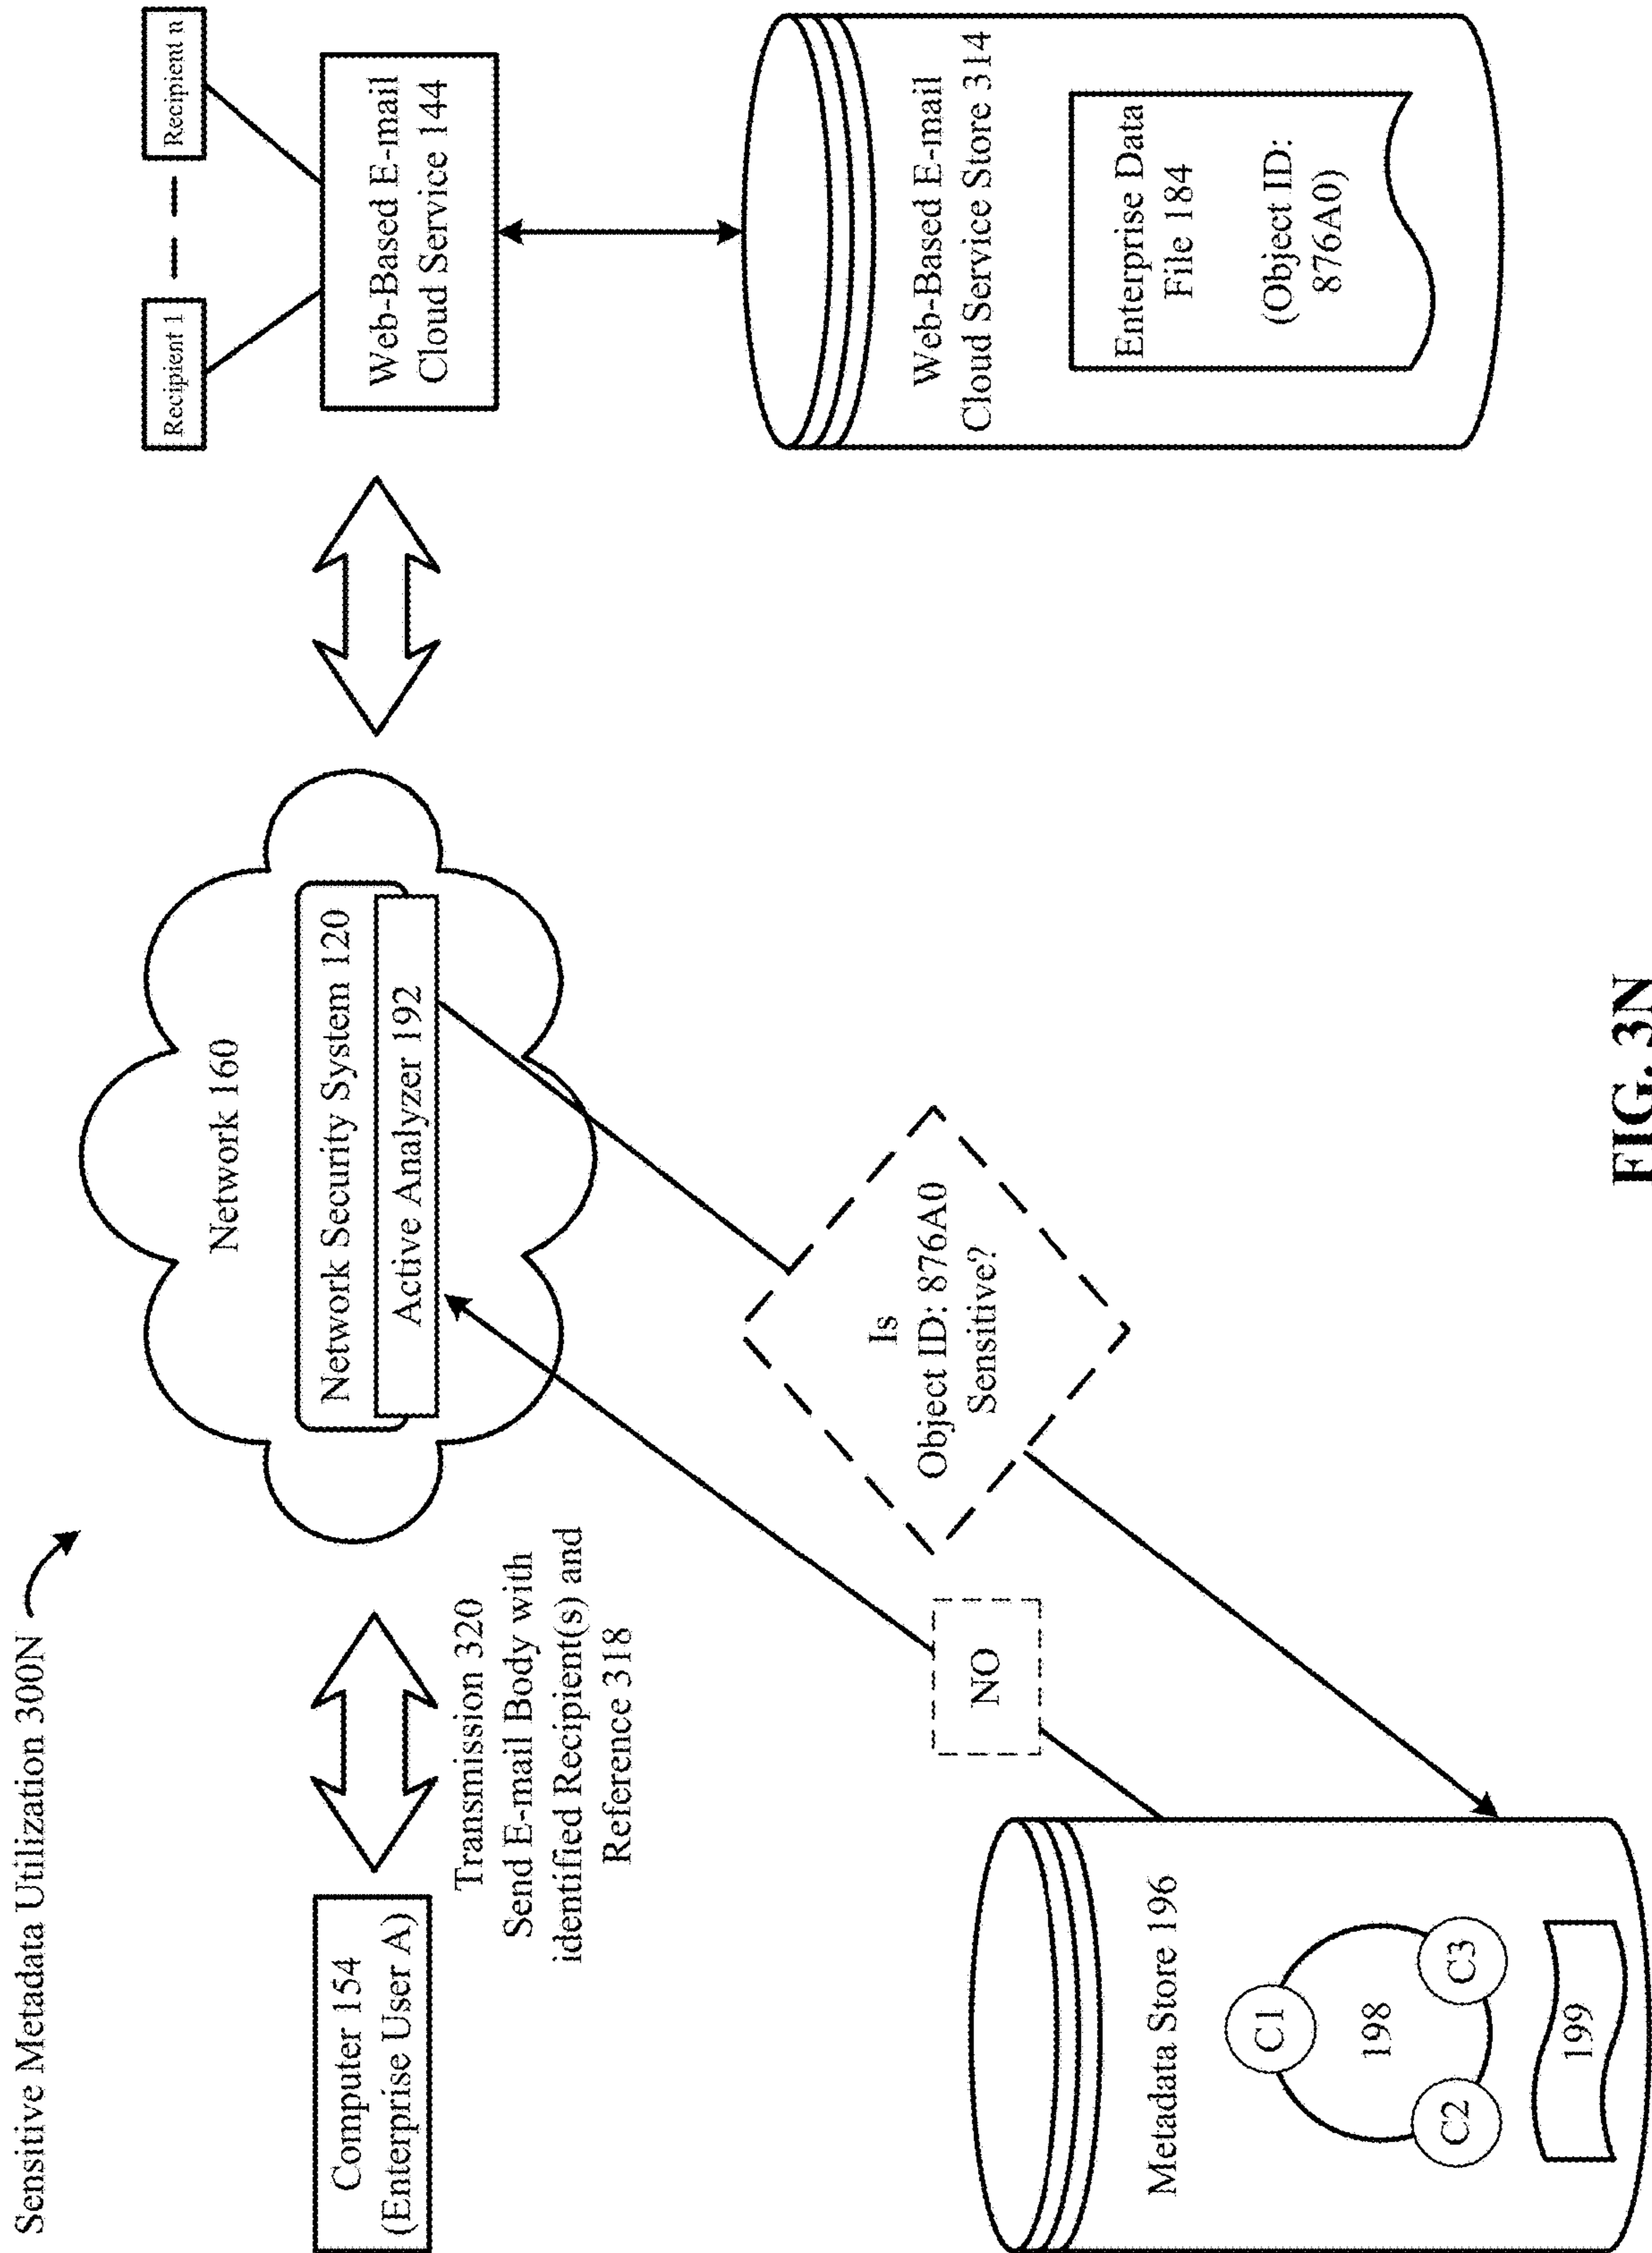 Sensitive Metadata Utilization 300N
Computer 154
(Enterprise User A)
Transmission 320
Send E-mail Body with
identified Recipient(s) and
Reference 318
Network 160
Network Security System 120
Active Analyzer 192
Recipient 1
Recipient n
Web-Based E-mail
Cloud Service 144
Is
Object ID: 876A0
Sensitive?
NO
Metadata Store 196
C1
198
C2
C3
199
Web-Based E-mail
Cloud Service Store 314
Enterprise Data
File 184
(Object ID:
876A0)
FIG. 3N